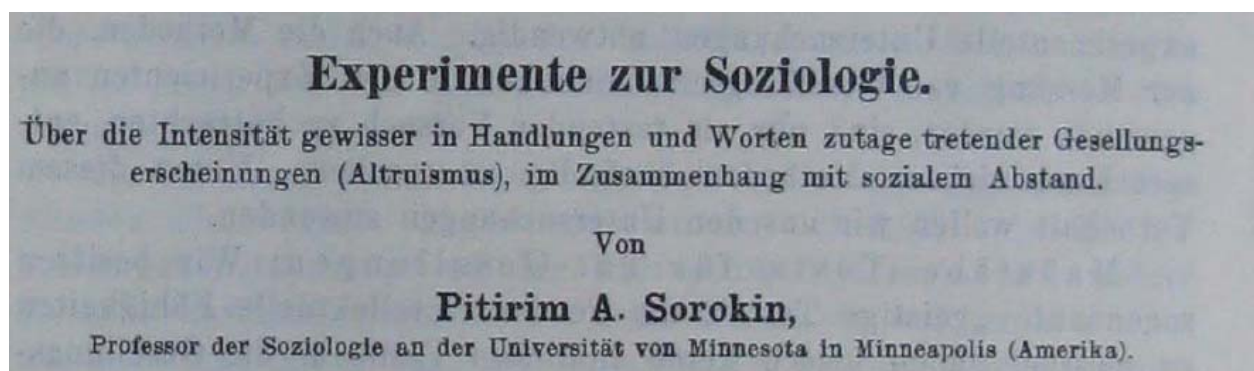 Experimente zur Soziologie.
Über die Intensität gewisser in Handlungen und Worten zutage tretender Gesellungs-
erscheinungen (Altruismus), im Zusammenhang mit sozialem Abstand.
Von
Pitirim A. Sorokin,
Professor der Soziologie an der Universität von Minnesota in Minneapolis (Amerika).